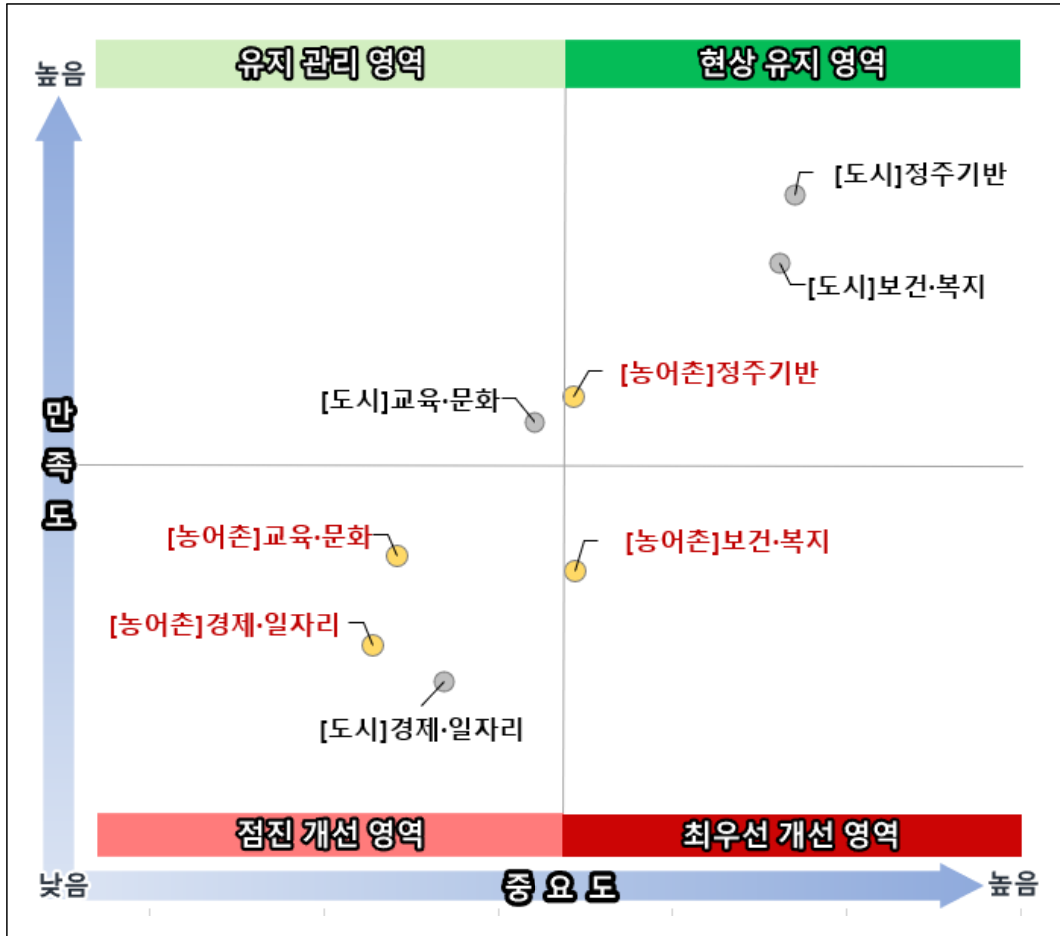 유지 관리 영역
현상 유지 영역
높음
[도시]정주기반
[도시]보건·복지
[농어촌]정주기반
[도시]교육·문화
만족도
[농어촌]교육·문화
[농어촌]보건·복지
[농어촌]경제·일자리
[도시]경제·일자리
점진 개선 영역
최우선 개선 영역
낮음
중요도
높음